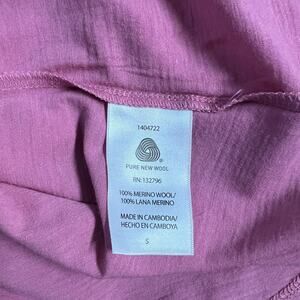 1404722
PURE NEW WOOL
RN: 132796
100% MERINO WOOL/
100% LANA MERINO
MADE IN CAMBODIA/
HECHO EN CAMBOYA
S